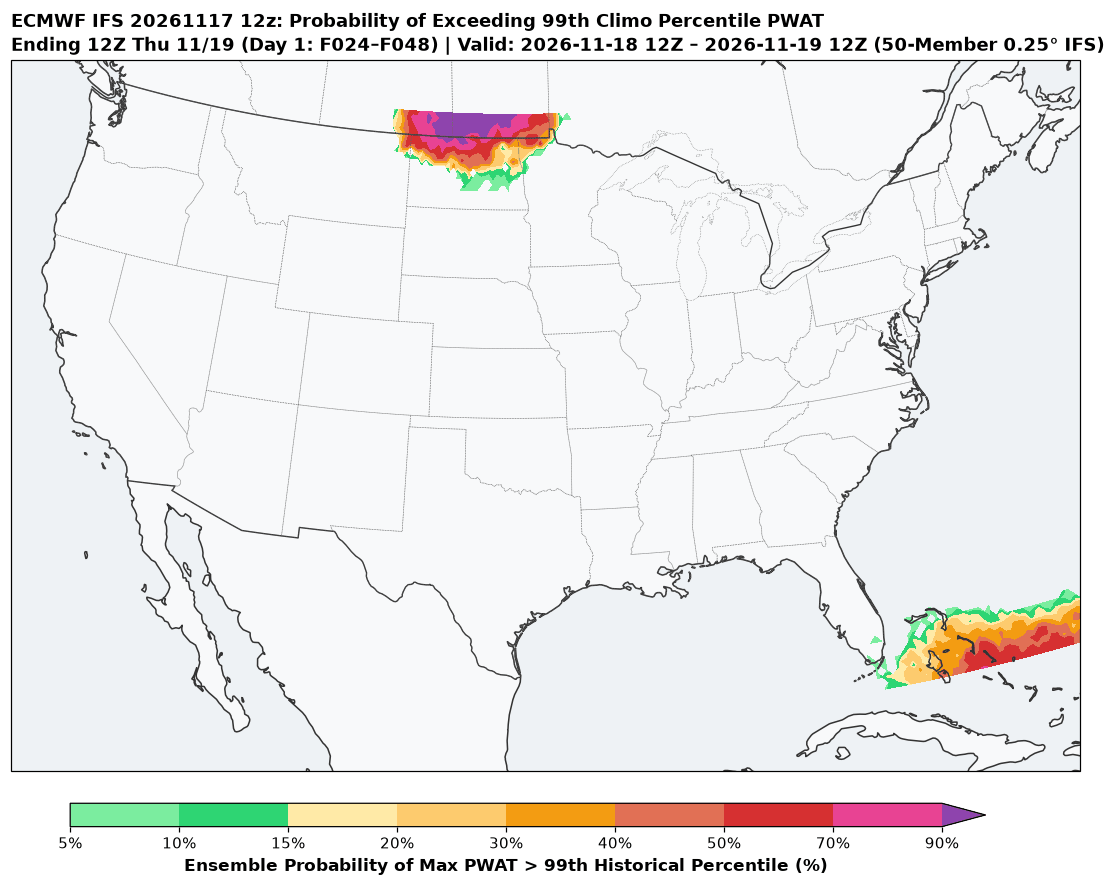 ECMWF IFS 20261117 12z: Probability of Exceeding 99th Climo Percentile PWAT
Ending 12Z Thu 11/19 (Day 1: F024–F048) | Valid: 2026-11-18 12Z – 2026-11-19 12Z (50-Member 0.25° IFS)
5% 10% 15% 20% 30% 40% 50% 70% 90%
Ensemble Probability of Max PWAT > 99th Historical Percentile (%)